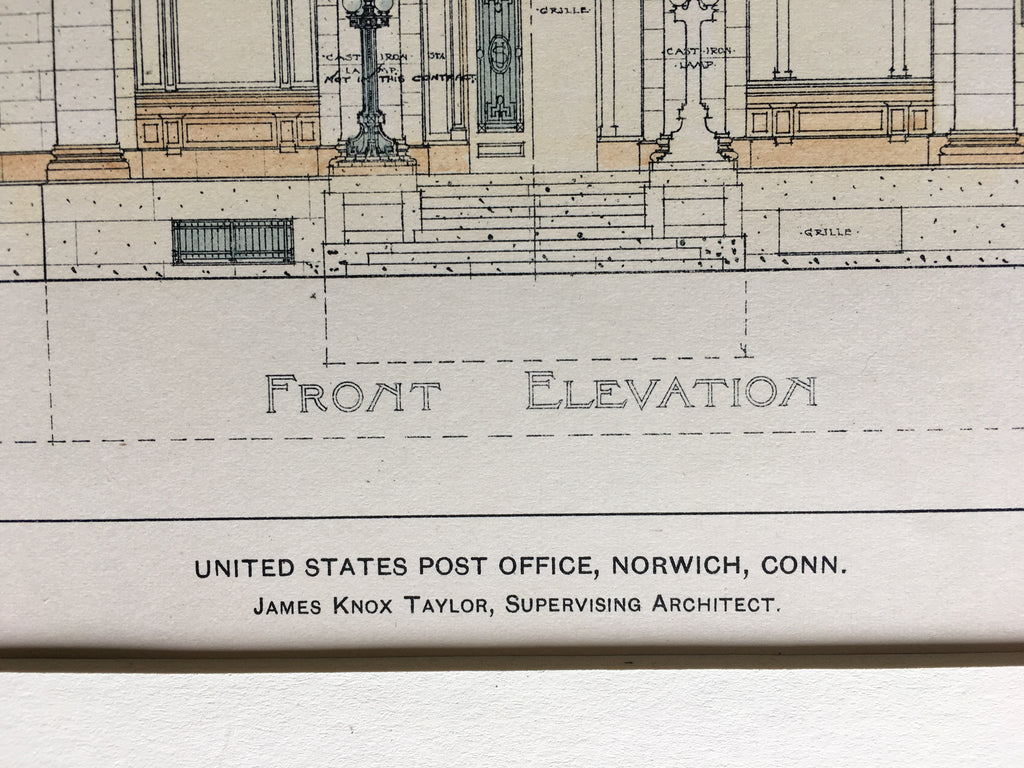 GRILLE
CAST IRON
LAMP
NOT IN THIS CONTRACT.
CAST-IRON
LAMP.
GRILLE
FRONT ELEVATION
UNITED STATES POST OFFICE, NORWICH, CONN.
JAMES KNOX TAYLOR, SUPERVISING ARCHITECT.